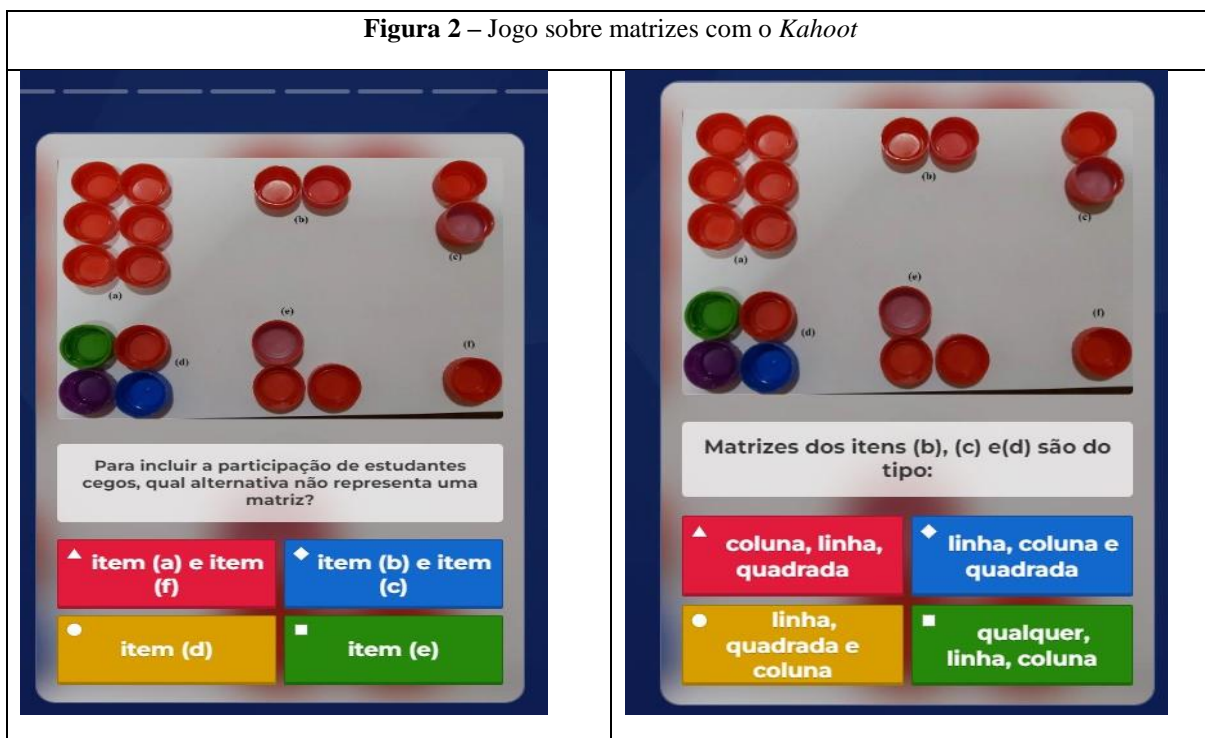 Figura 2 – Jogo sobre matrizes com o Kahoot
(b)
(c)
(a)
(e)
(f)
(d)
Para incluir a participação de estudantes
cegos, qual alternativa não representa uma
matriz?
item (a) e item
(f)
item (b) e item
(c)
item (d)
item (e)
(b)
(c)
(a)
(e)
(f)
(d)
Matrizes dos itens (b), (c) e(d) são do
tipo:
coluna, linha,
quadrada
linha, coluna e
quadrada
linha,
quadrada e
coluna
qualquer,
linha, coluna